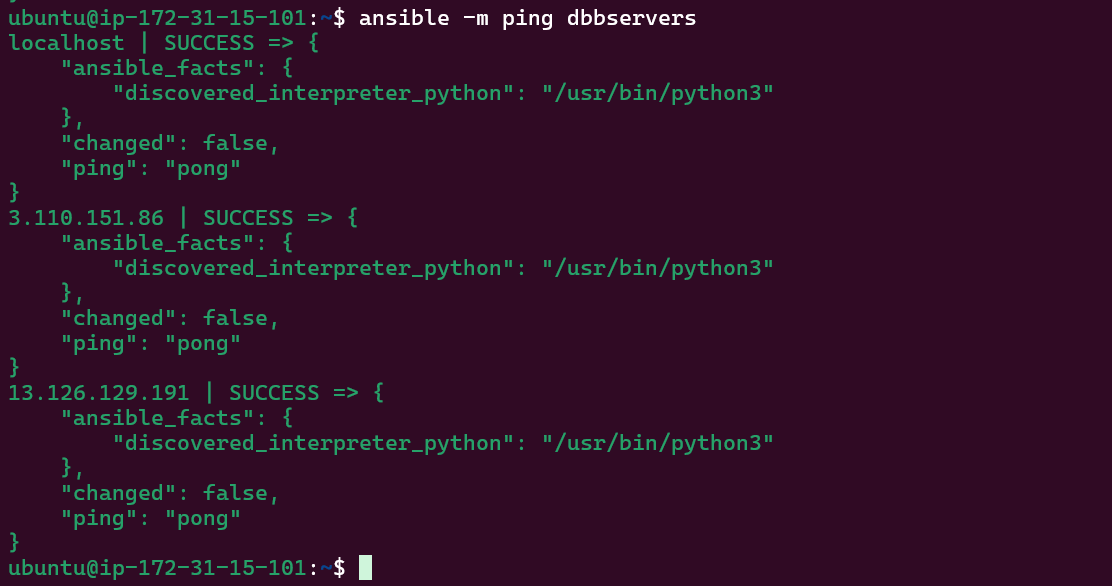 ubuntu@ip-172-31-15-101:~$ ansible -m ping dbbservers
localhost | SUCCESS => {
    "ansible_facts": {
        "discovered_interpreter_python": "/usr/bin/python3"
    },
    "changed": false,
    "ping": "pong"
}
3.110.151.86 | SUCCESS => {
    "ansible_facts": {
        "discovered_interpreter_python": "/usr/bin/python3"
    },
    "changed": false,
    "ping": "pong"
}
13.126.129.191 | SUCCESS => {
    "ansible_facts": {
        "discovered_interpreter_python": "/usr/bin/python3"
    },
    "changed": false,
    "ping": "pong"
}
ubuntu@ip-172-31-15-101:~$